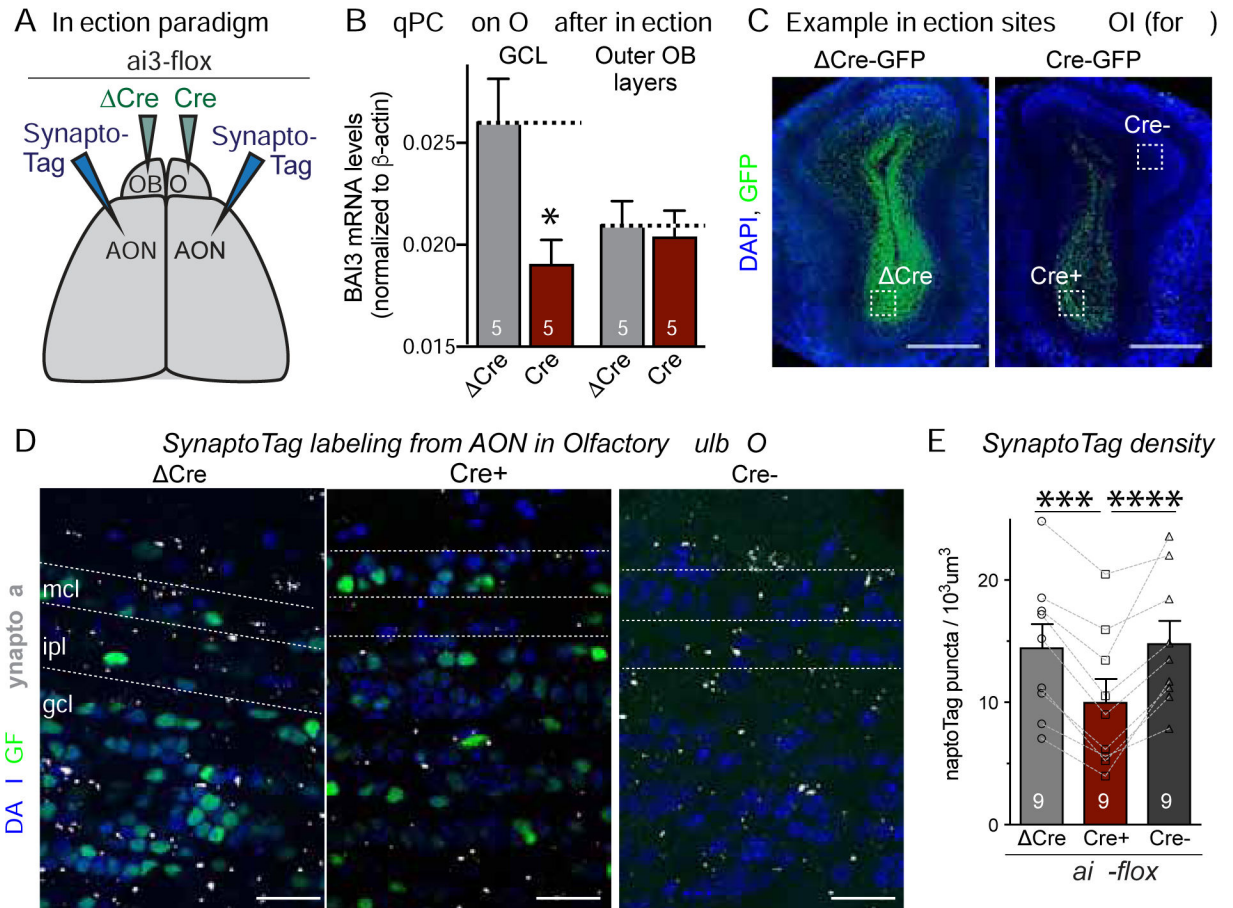 A In ection paradigm
ai3-flox
ΔCre Cre
Synapto-
Tag
Synapto-
Tag
OB O
AON AON
B qPC on O after in ection
GCL
Outer OB
layers
BAI3 mRNA levels
(normalized to β-actin)
0.025
0.020
0.015
*
5 5 5 5
ΔCre Cre ΔCre Cre
C Example in ection sites OI (for )
ΔCre-GFP Cre-GFP
DAPI, GFP
ΔCre
Cre-
Cre+
D SynaptoTag labeling from AON in Olfactory ulb O
ΔCre Cre+ Cre-
DA I GF ynapto a
mcl
ipl
gcl
E SynaptoTag density
*** ****
naptoTag puncta / 10³um³
20
10
0
9 9 9
ΔCre Cre+ Cre-
ai -flox